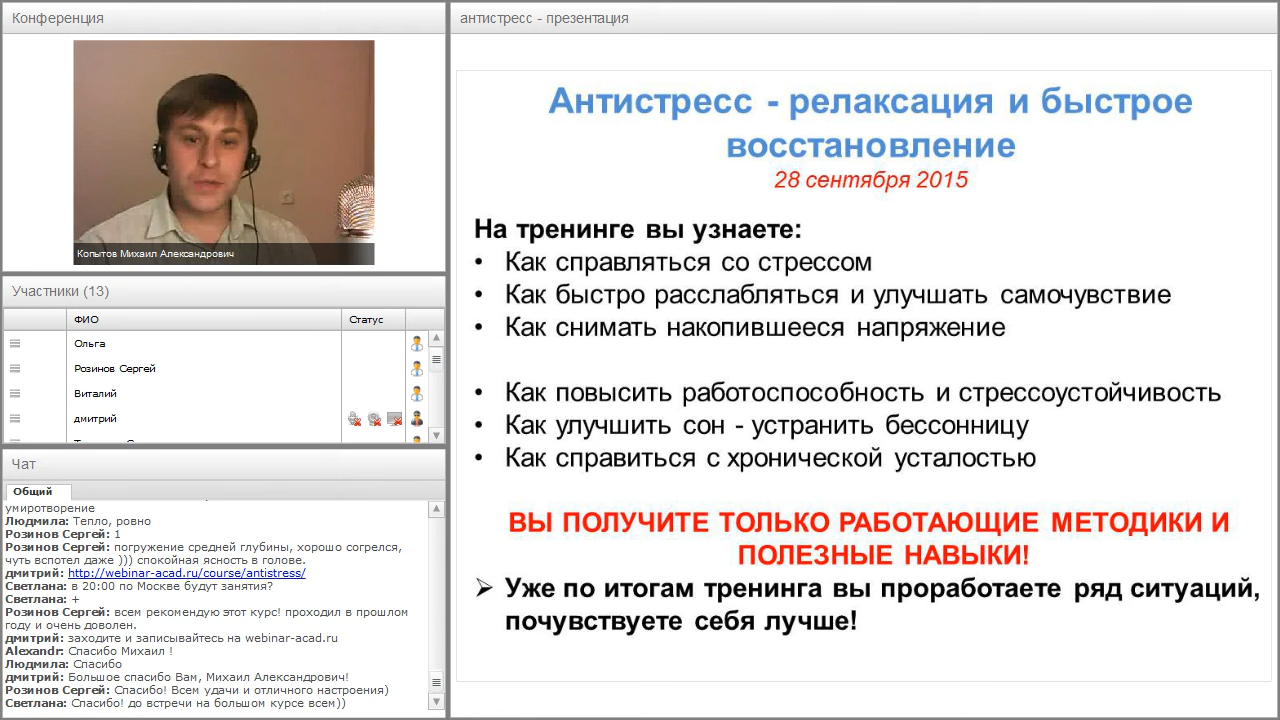 Конференция
Копытов Михаил Александрович
Участники (13)
ФИО
Статус
Ольга
Розинов Сергей
Виталий
дмитрий
Чат
Общий
умиротворение
Людмила: Тепло, ровно
Розинов Сергей: 1
Розинов Сергей: погружение средней глубины, хорошо согрелся,
чуть вспотел даже ))) спокойная ясность в голове.
дмитрий: http://webinar-acad.ru/course/antistress/
Светлана: в 20:00 по Москве будут занятия?
Светлана: +
Розинов Сергей: всем рекомендую этот курс! проходил в прошлом
году и очень доволен.
дмитрий: заходите и записывайтесь на webinar-acad.ru
Alexandr: Спасибо Михаил !
Людмила: Спасибо
дмитрий: Большое спасибо Вам, Михаил Александрович!
Розинов Сергей: Спасибо! Всем удачи и отличного настроения)
Светлана: Спасибо! до встречи на большом курсе всем))
антистресс - презентация
Антистресс - релаксация и быстрое
восстановление
28 сентября 2015
На тренинге вы узнаете:
• Как справляться со стрессом
• Как быстро расслабляться и улучшать самочувствие
• Как снимать накопившееся напряжение
• Как повысить работоспособность и стрессоустойчивость
• Как улучшить сон - устранить бессонницу
• Как справиться с хронической усталостью
ВЫ ПОЛУЧИТЕ ТОЛЬКО РАБОТАЮЩИЕ МЕТОДИКИ И
ПОЛЕЗНЫЕ НАВЫКИ!
➢ Уже по итогам тренинга вы проработаете ряд ситуаций,
почувствуете себя лучше!